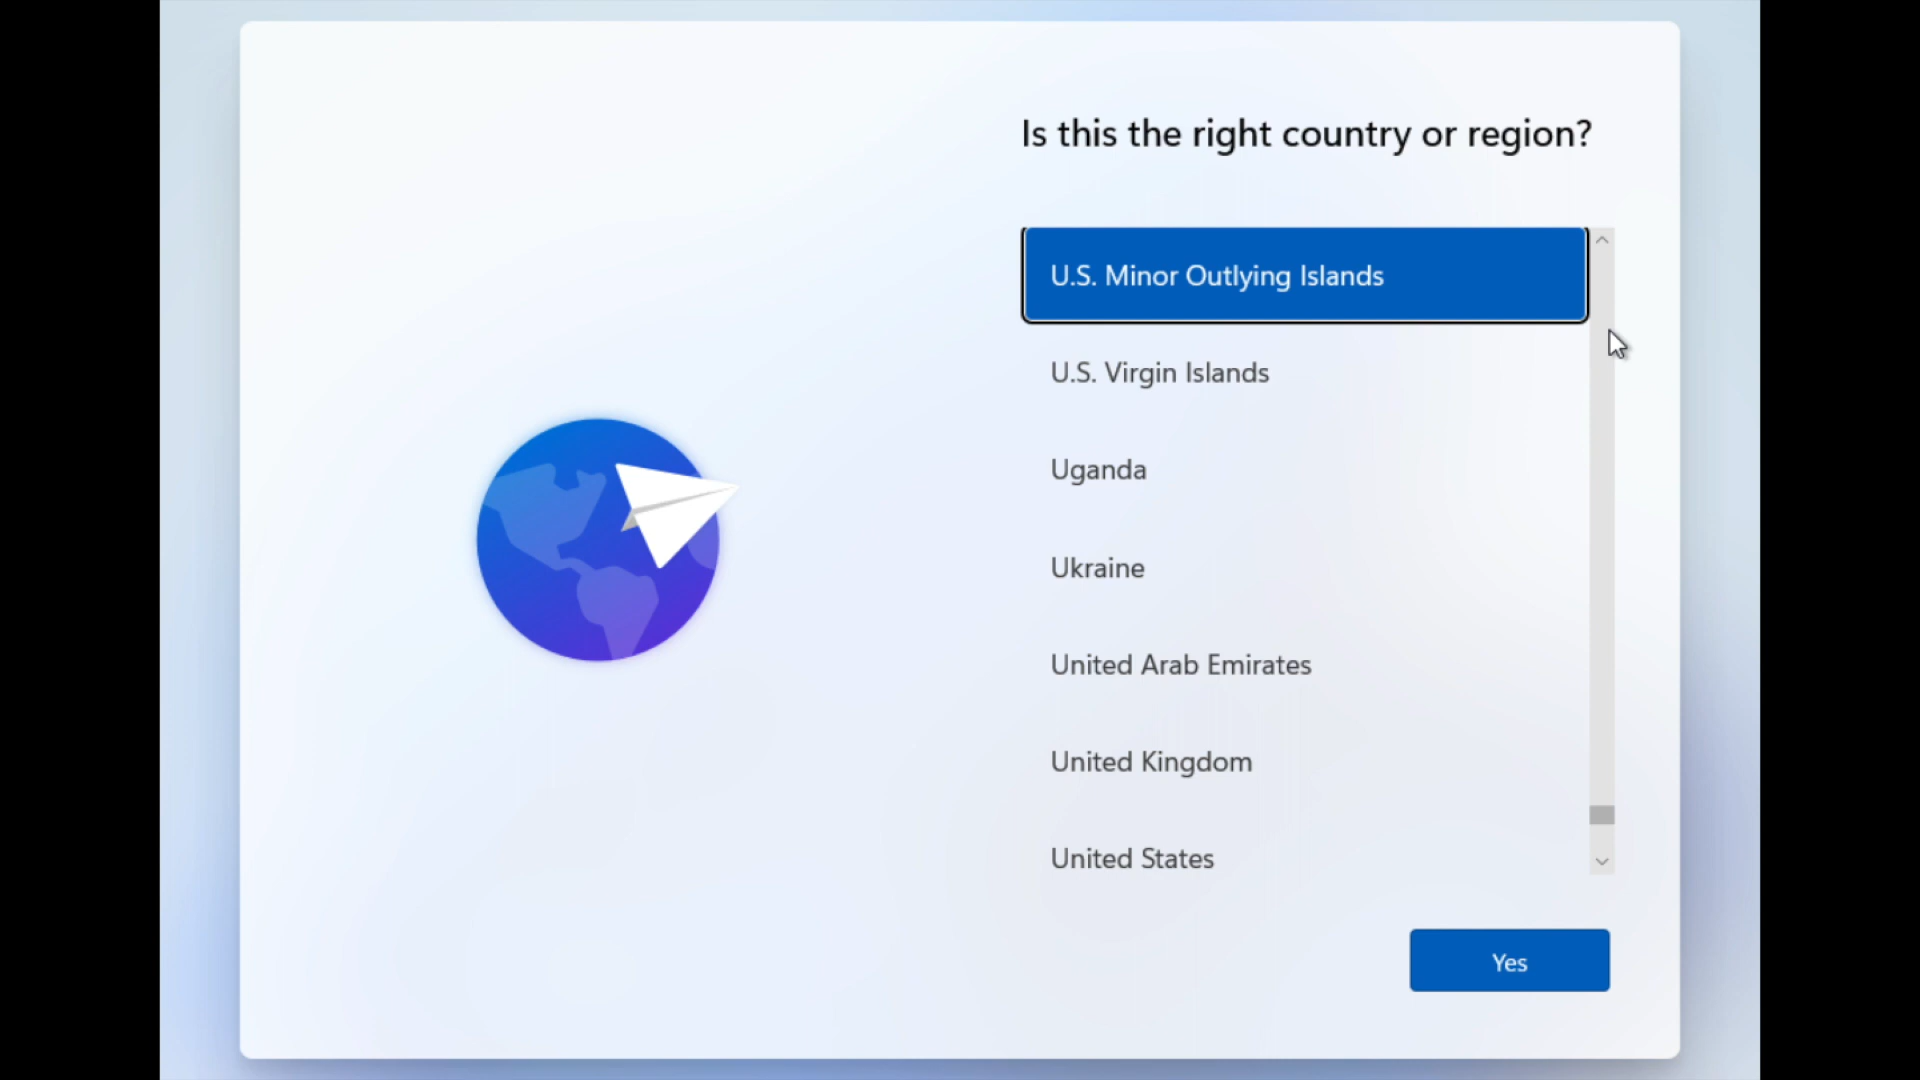 Is this the right country or region?
U.S. Minor Outlying Islands
U.S. Virgin Islands
Uganda
Ukraine
United Arab Emirates
United Kingdom
United States
Yes